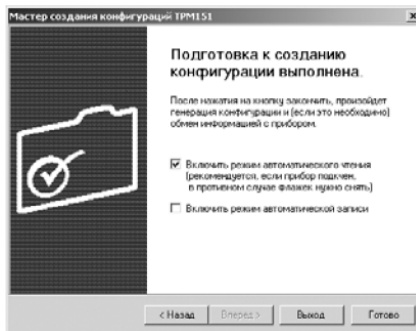 Мастер создания конфигураций ТРМ151
Подготовка к созданию
конфигурации выполнена.
После нажатия на кнопку закончить, произойдет
генерация конфигурации и (если это необходимо)
обмен информацией с прибором.
Включить режим автоматического чтения
(рекомендуется, если прибор подключен,
в противном случае флажек нужно снять)
Включить режим автоматической записи
< Назад
Вперед >
Выход
Готово